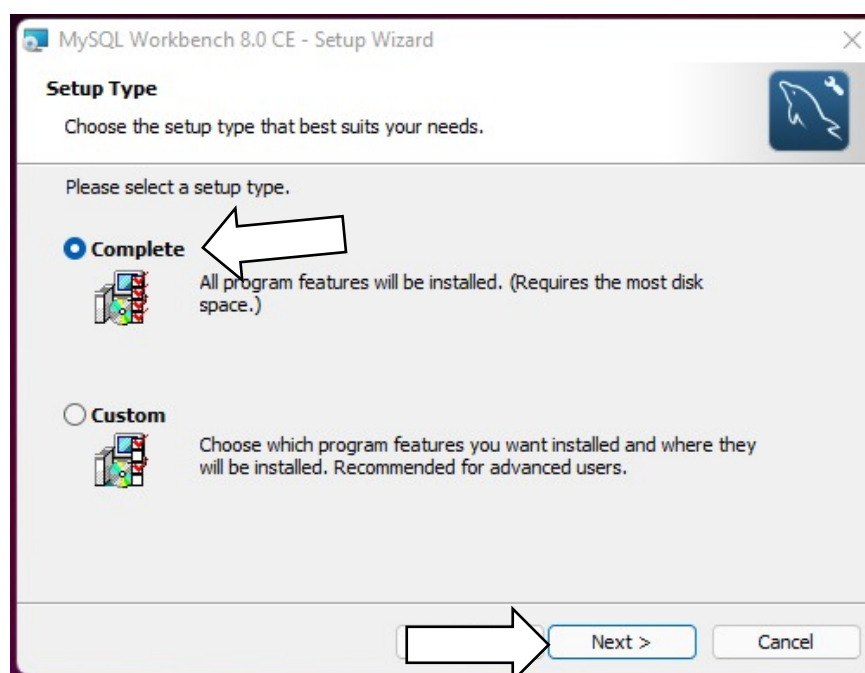 MySQL Workbench 8.0 CE - Setup Wizard
Setup Type
Choose the setup type that best suits your needs.
Please select a setup type.
Complete
All program features will be installed. (Requires the most disk
space.)
Custom
Choose which program features you want installed and where they
will be installed. Recommended for advanced users.
Next >
Cancel